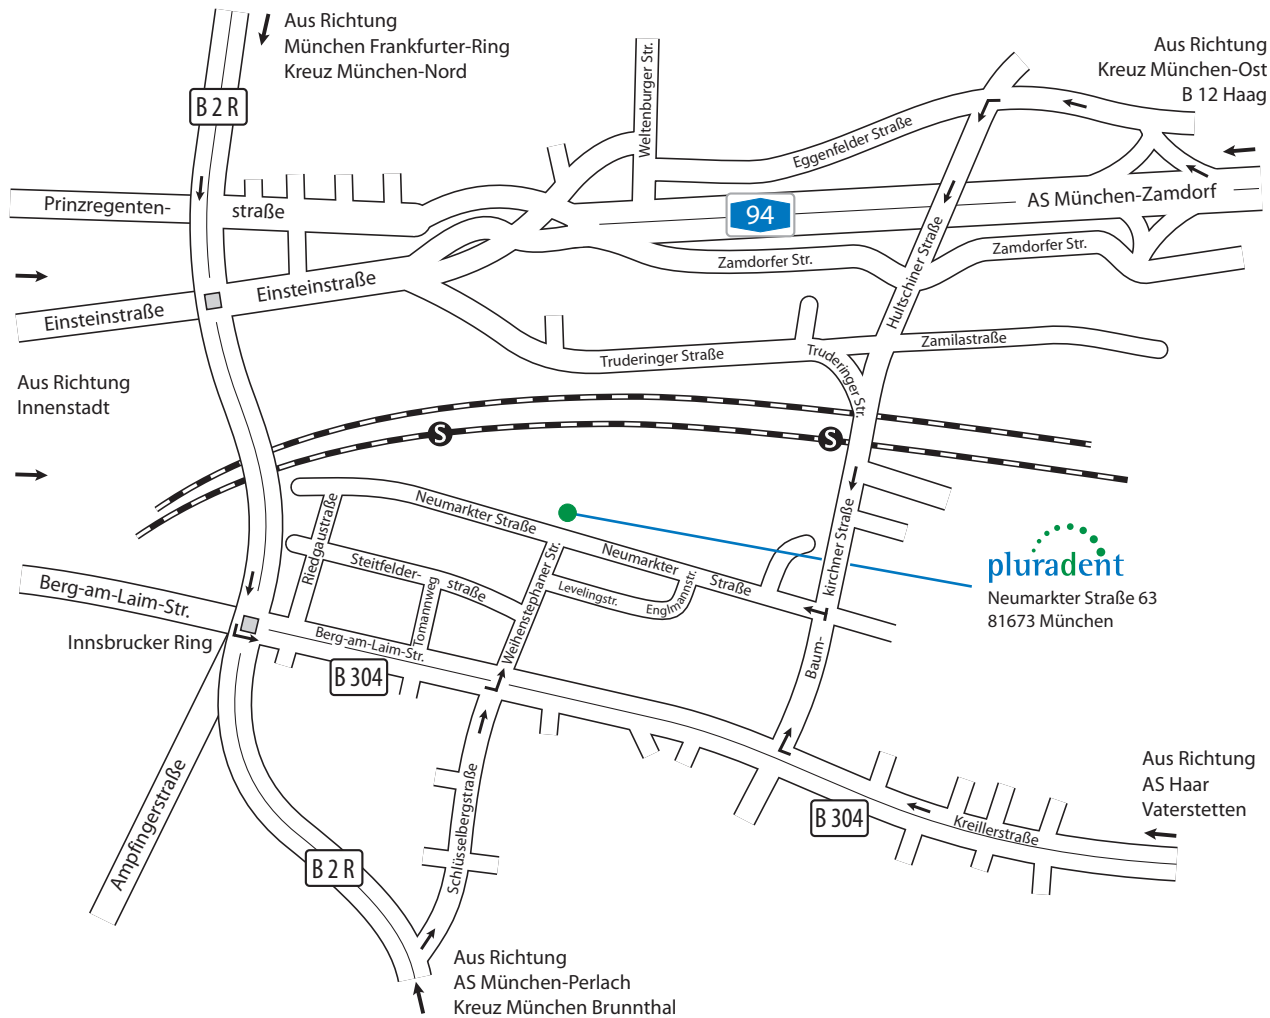 Aus Richtung
München Frankfurter-Ring
Kreuz München-Nord
Aus Richtung
Kreuz München-Ost
B 12 Haag
B 2 R
Weltenburger Str.
Eggenfelder Straße
Prinzregenten-
straße
94
AS München-Zamdorf
Zamdorfer Str.
Zamdorfer Str.
Hultschiner Straße
Einsteinstraße
Einsteinstraße
Truderinger Straße
Truderinger Str.
Zamilastraße
Aus Richtung
Innenstadt
S
S
Neumarkter Straße
Riedgaustraße
Steitfelder-
straße
Tomannweg
Weihenstephaner Str.
Levelingstr.
Englmannstr.
Neumarkter
Straße
kirchner Straße
Baum-
pluradent
Neumarkter Straße 63
81673 München
Berg-am-Laim-Str.
Innsbrucker Ring
Berg-am-Laim-Str.
B 304
Ampfingerstraße
Schlüsselbergstraße
B 2 R
B 304
Kreillerstraße
Aus Richtung
AS Haar
Vaterstetten
Aus Richtung
AS München-Perlach
Kreuz München Brunnthal